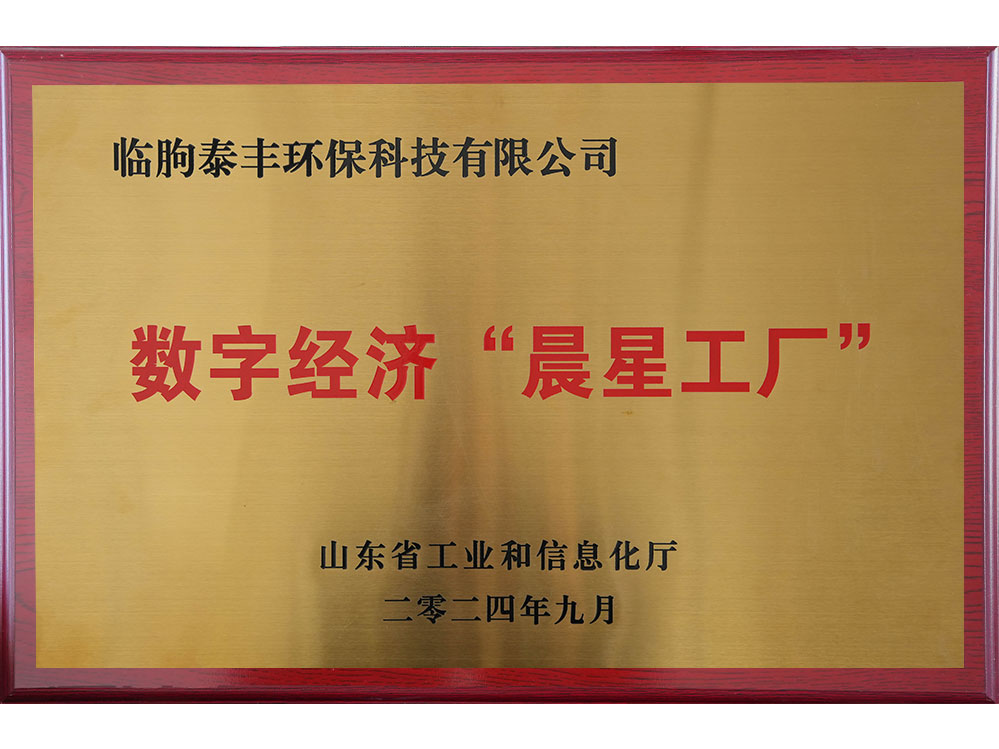 临朐泰丰环保科技有限公司
数字经济“晨星工厂”
山东省工业和信息化厅
二零二四年九月